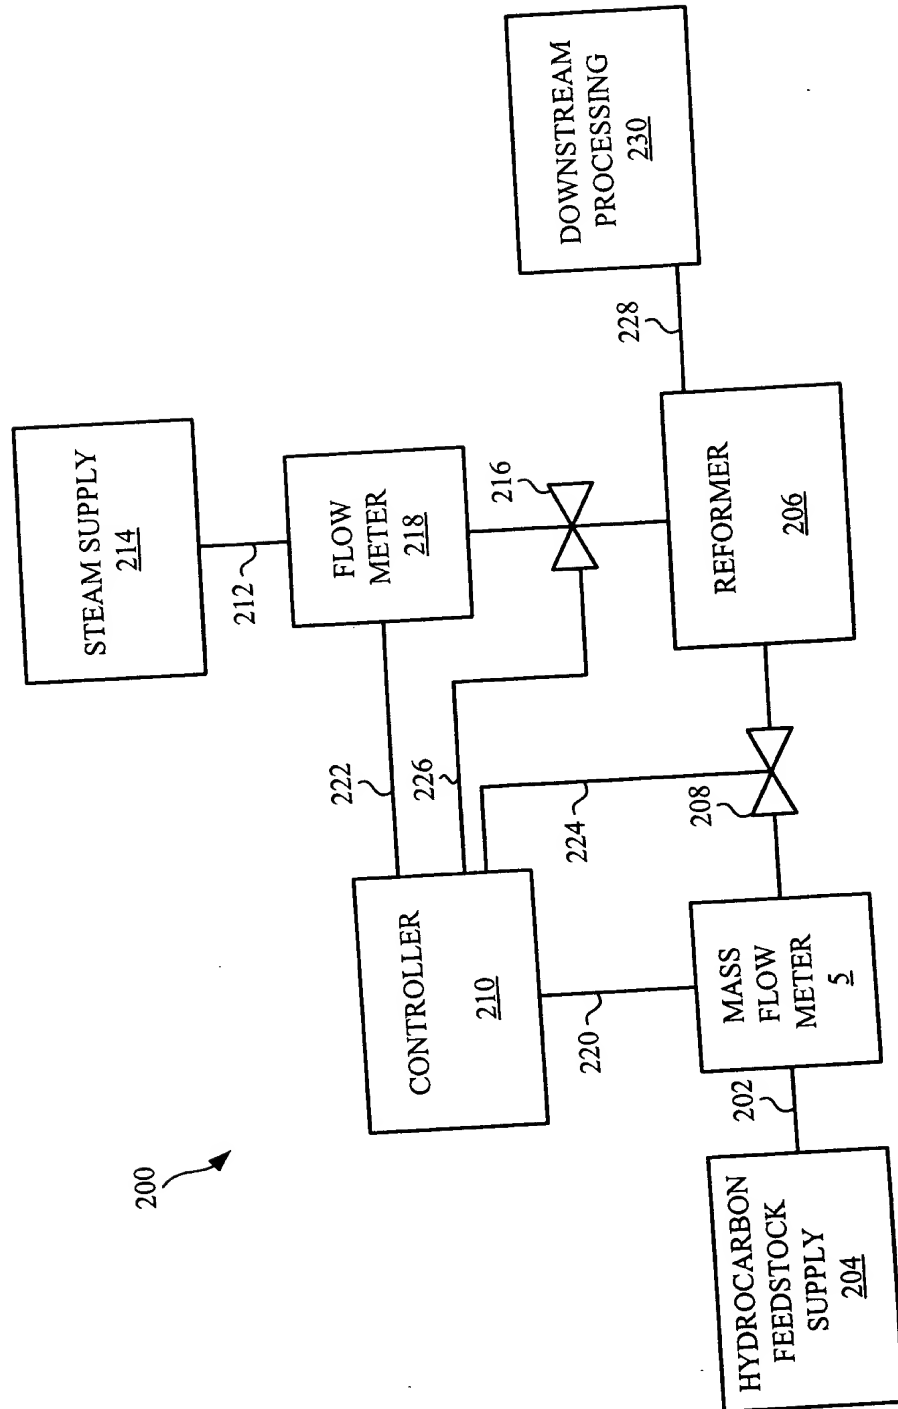 200
STEAM SUPPLY
214
212
FLOW
METER
218
216
222
226
CONTROLLER
210
224
208
220
HYDROCARBON
FEEDSTOCK
SUPPLY
204
202
MASS
FLOW
METER
5
REFORMER
206
228
DOWNSTREAM
PROCESSING
230